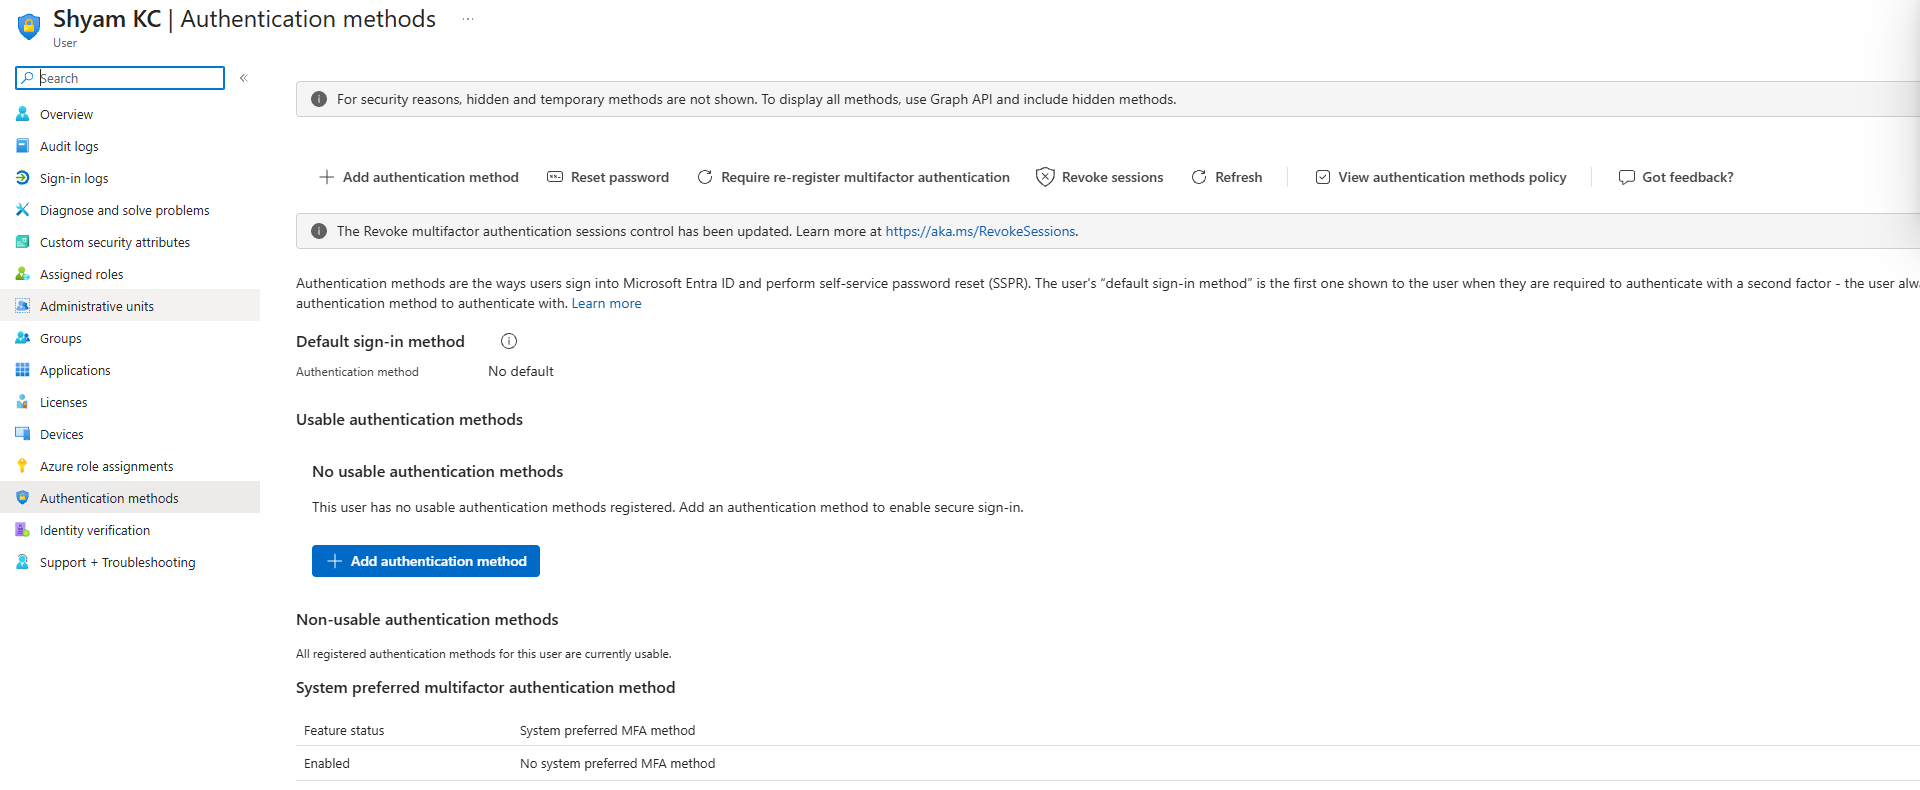 Shyam KC | Authentication methods ...
User
Search
«
Overview
Audit logs
Sign-in logs
Diagnose and solve problems
Custom security attributes
Assigned roles
Administrative units
Groups
Applications
Licenses
Devices
Azure role assignments
Authentication methods
Identity verification
Support + Troubleshooting
For security reasons, hidden and temporary methods are not shown. To display all methods, use Graph API and include hidden methods.
Add authentication method Reset password Require re-register multifactor authentication Revoke sessions Refresh View authentication methods policy Got feedback?
The Revoke multifactor authentication sessions control has been updated. Learn more at https://aka.ms/RevokeSessions.
Authentication methods are the ways users sign into Microsoft Entra ID and perform self-service password reset (SSPR). The user's “default sign-in method” is the first one shown to the user when they are required to authenticate with a second factor - the user
authentication method to authenticate with. Learn more
Default sign-in method
Authentication method No default
Usable authentication methods
No usable authentication methods
This user has no usable authentication methods registered. Add an authentication method to enable secure sign-in.
Add authentication method
Non-usable authentication methods
All registered authentication methods for this user are currently usable.
System preferred multifactor authentication method
Feature status System preferred MFA method
Enabled No system preferred MFA method